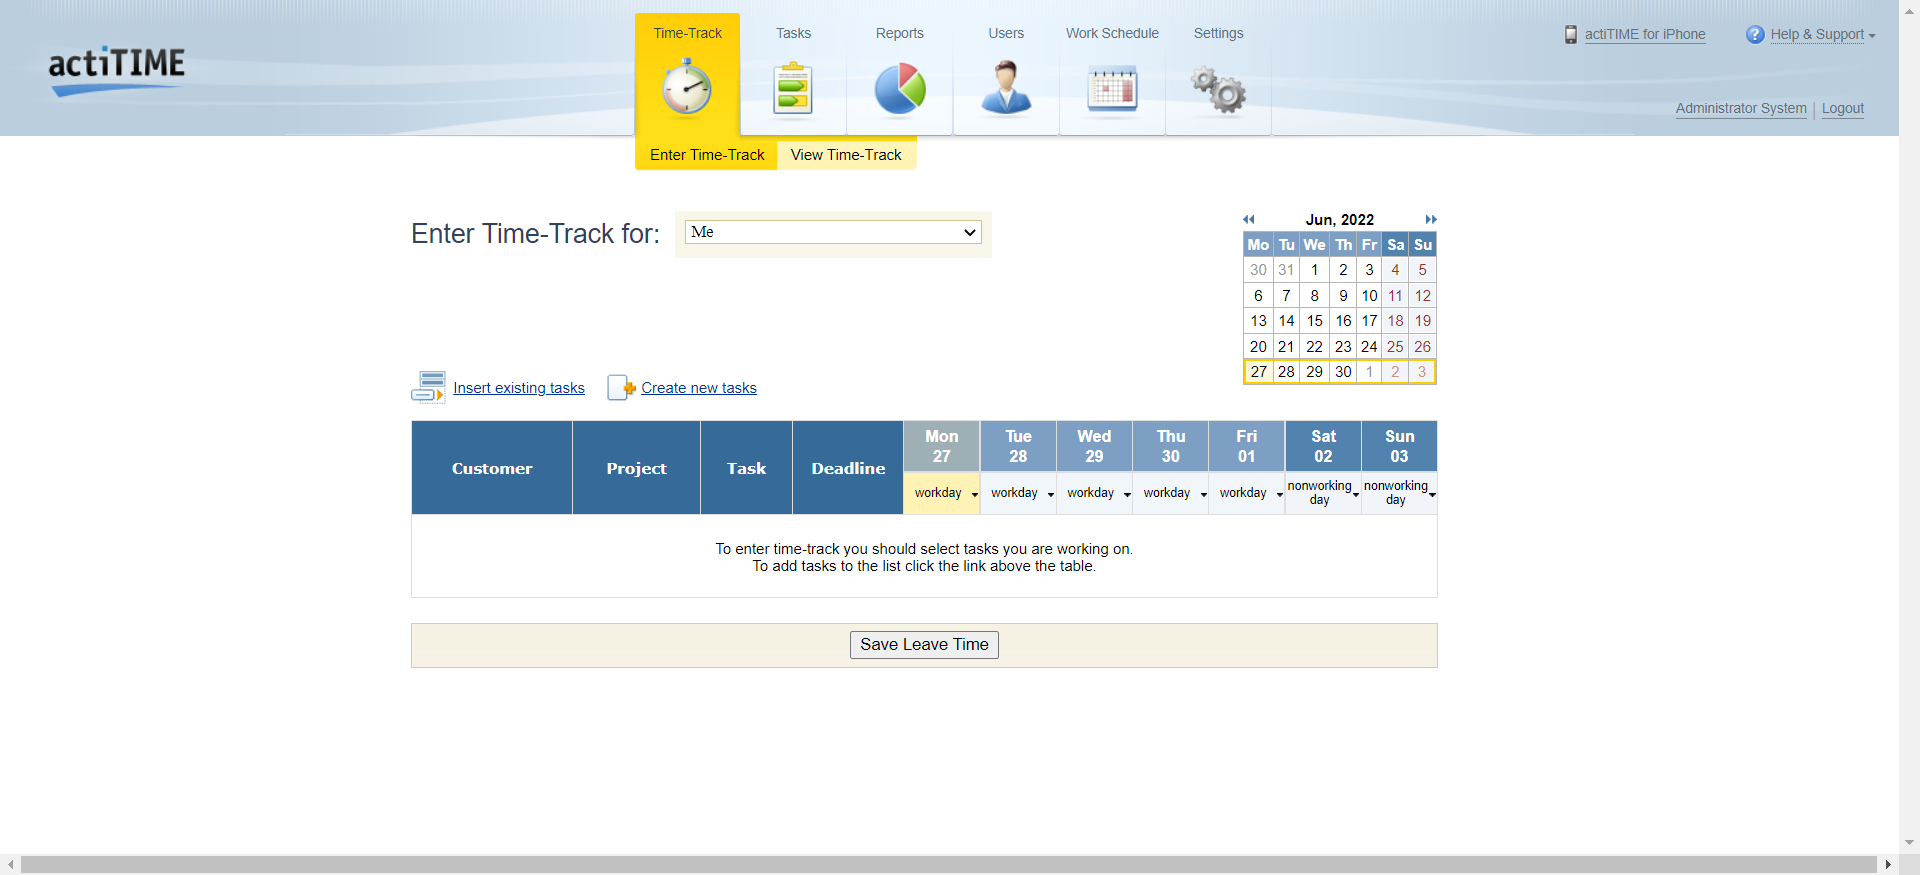 actiTIME
Time-Track
Tasks
Reports
Users
Work Schedule
Settings
actiTIME for iPhone
Help & Support
Administrator System
Logout
Enter Time-Track
View Time-Track
Enter Time-Track for:
Me
Jun, 2022
Mo Tu We Th Fr Sa Su
30 31 1 2 3 4 5
6 7 8 9 10 11 12
13 14 15 16 17 18 19
20 21 22 23 24 25 26
27 28 29 30 1 2 3
Insert existing tasks
Create new tasks
Customer
Project
Task
Deadline
Mon
27
Tue
28
Wed
29
Thu
30
Fri
01
Sat
02
Sun
03
workday
workday
workday
workday
workday
nonworking
day
nonworking
day
To enter time-track you should select tasks you are working on.
To add tasks to the list click the link above the table.
Save Leave Time